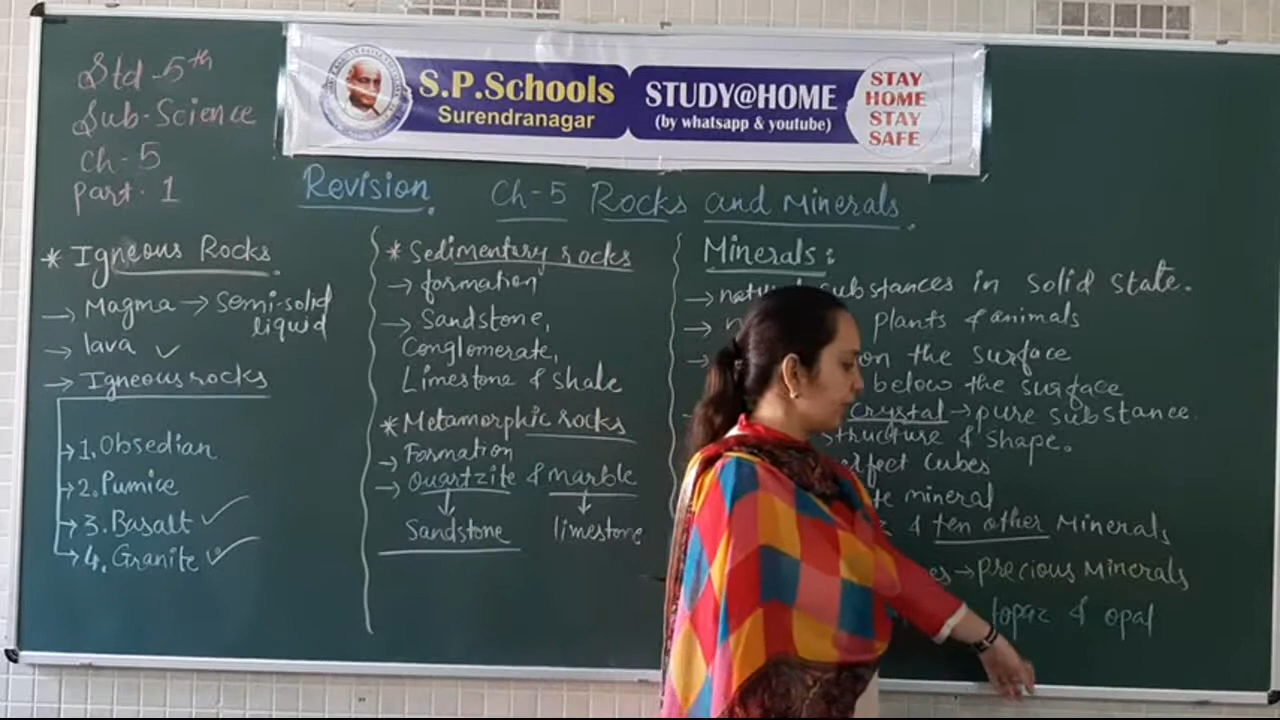 S.P.Schools
Surendranagar
STUDY@HOME
(by whatsapp & youtube)
STAY
HOME
STAY
SAFE
Std-5th
Sub-Science
Ch-5
Part. 1
Revision. Ch-5 Rocks and Minerals.
* Igneous Rocks.
→ Magma → Semi-solid
liquid
→ lava ✓
→ Igneous rocks
→ 1. Obsedian
→ 2. Pumice
→ 3. Basalt ✓
→ 4. Granite ✓
* Sedimentary rocks
→ formation
→ Sandstone,
Conglomerate,
Limestone & Shale
* Metamorphic rocks
→ Formation
→ Quartzite & marble
Sandstone limestone
Minerals:
→ substances in solid state.
→ plants & animals
→ on the surface
below the surface
Crystal → pure substance
structure & shape.
cubes
mineral
& ten other Minerals
→ precious Minerals
topaz & opal